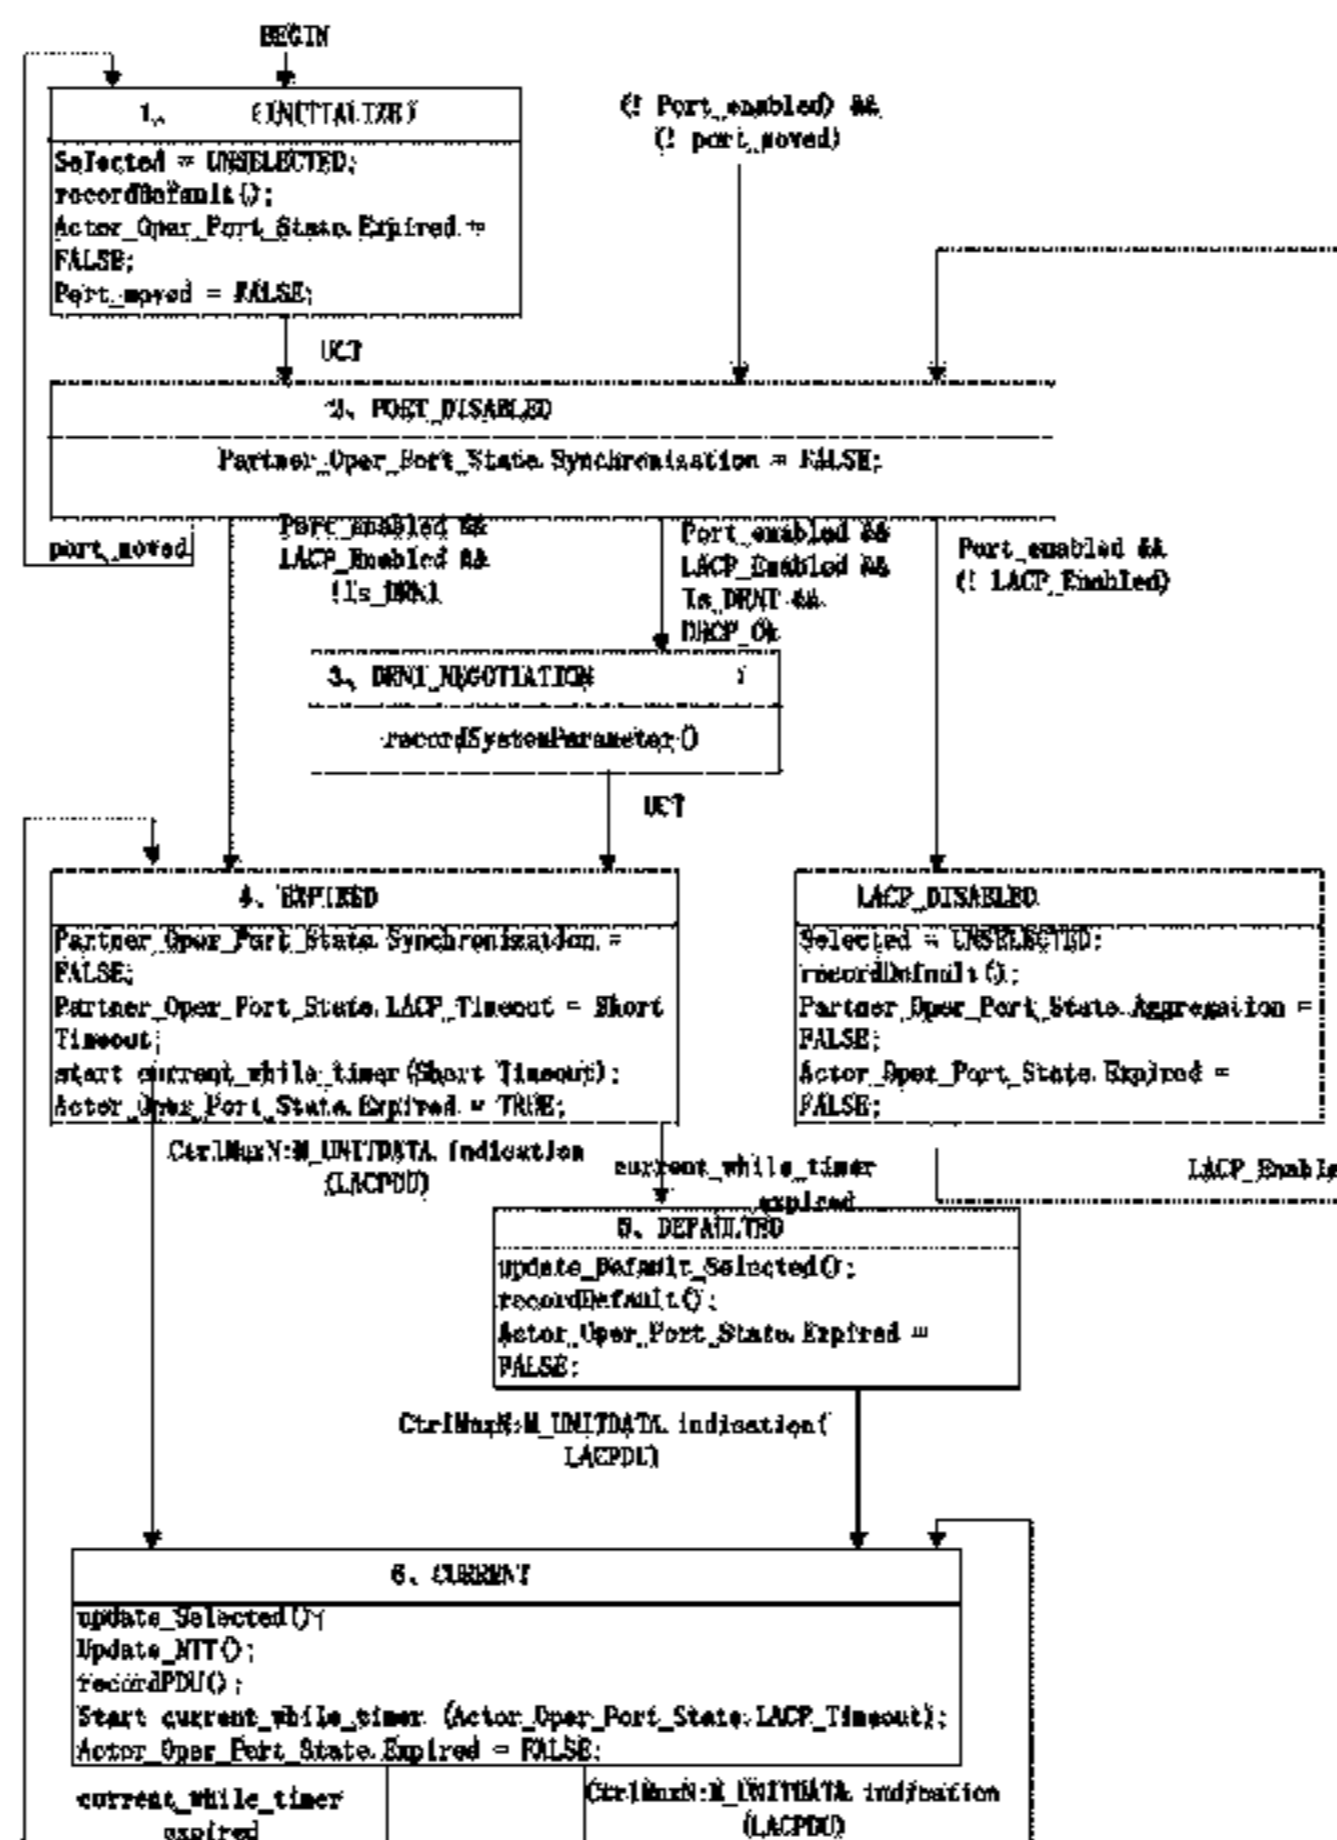 BEGIN
1、 (INITIALIZE)
Selected = UNSELECTED;
recordDefault();
Actor_Oper_Port_State.Expired =
FALSE;
Port_moved = FALSE;
(! Port_enabled) &&
(! port_moved)
UCT
2、 PORT_DISABLED
Partner_Oper_Port_State.Synchronization = FALSE;
port_moved
Port_enabled &&
LACP_Enabled &&
!Is_DRNI
Port_enabled &&
LACP_Enabled &&
Is_DRNI &&
DRCP_Ok
Port_enabled &&
(! LACP_Enabled)
3、 DRNI_NEGOTIATION
recordSystemParameter()
UCT
4、 EXPIRED
Partner_Oper_Port_State.Synchronization =
FALSE;
Partner_Oper_Port_State.LACP_Timeout = Short
Timeout;
start current_while_timer(Short Timeout);
Actor_Oper_Port_State.Expired = TRUE;
LACP_DISABLED
Selected = UNSELECTED;
recordDefault();
Partner_Oper_Port_State.Aggregation =
FALSE;
Actor_Oper_Port_State.Expired =
FALSE;
CtrlMuxN:M_UNITDATA.indication
(LACPDU)
current_while_timer
expired
LACP_Enable
5、 DEFAULTED
update_Default_Selected();
recordDefault();
Actor_Oper_Port_State.Expired =
FALSE;
CtrlMuxN:M_UNITDATA.indication(
LACPDU)
6、 CURRENT
update_Selected();
Update_NTT();
recordPDU();
Start current_while_timer (Actor_Oper_Port_State.LACP_Timeout);
Actor_Oper_Port_State.Expired = FALSE;
current_while_timer
expired
CtrlMuxN:M_UNITDATA.indication
(LACPDU)